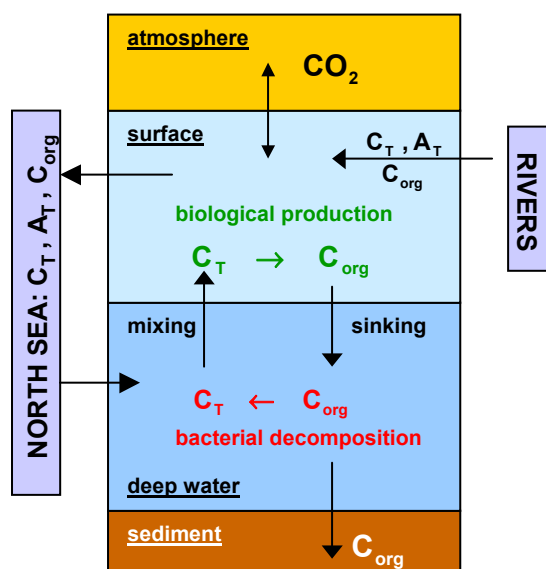 atmosphere
CO2
surface
CT , AT
Corg
RIVERS
NORTH SEA: CT , AT , Corg
biological production
CT → Corg
mixing
sinking
CT ← Corg
bacterial decomposition
deep water
sediment
Corg